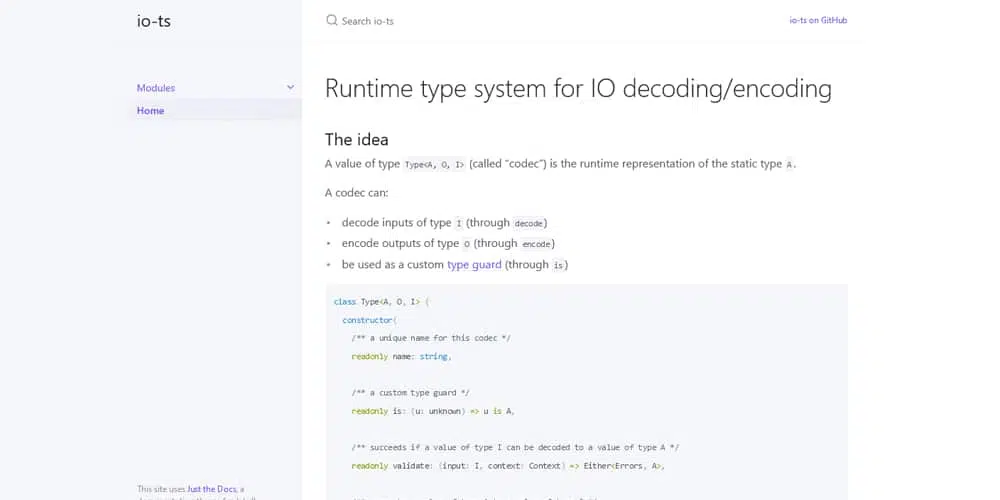 io-ts
Search io-ts
io-ts on GitHub
Modules
Home
Runtime type system for IO decoding/encoding
The idea
A value of type Type<A, O, I> (called “codec”) is the runtime representation of the static type A.
A codec can:
• decode inputs of type I (through decode)
• encode outputs of type O (through encode)
• be used as a custom type guard (through is)
class Type<A, O, I> {
constructor(
/** a unique name for this codec */
readonly name: string,
/** a custom type guard */
readonly is: (u: unknown) => u is A,
/** succeeds if a value of type I can be decoded to a value of type A */
readonly validate: (input: I, context: Context) => Either<Errors, A>,
This site uses Just the Docs, a